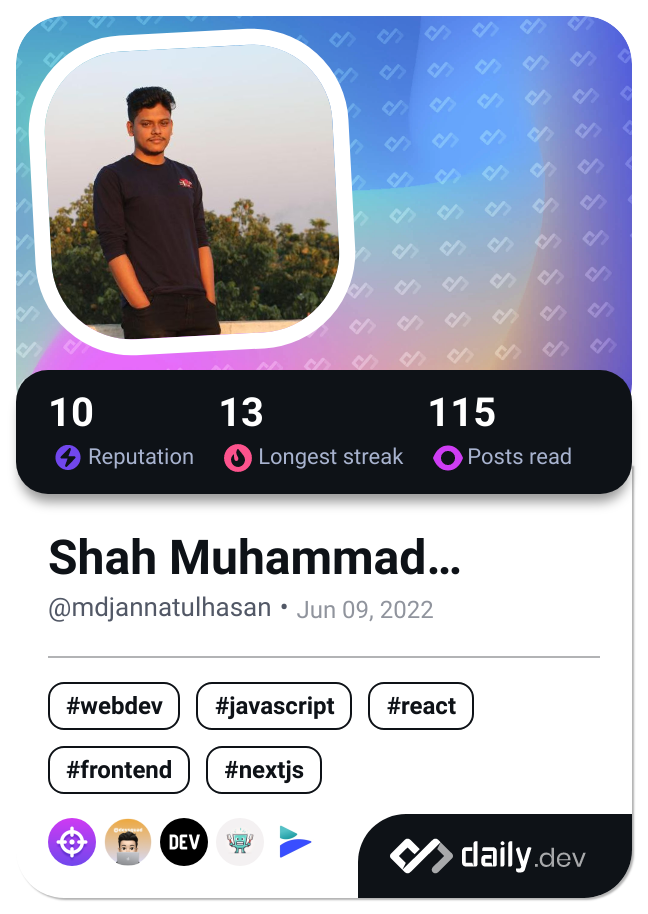 10 13 115
Reputation Longest streak Posts read
Shah Muhammad...
@mdjannatulhasan • Jun 09, 2022
#webdev #javascript #react
#frontend #nextjs
DEV
daily.dev